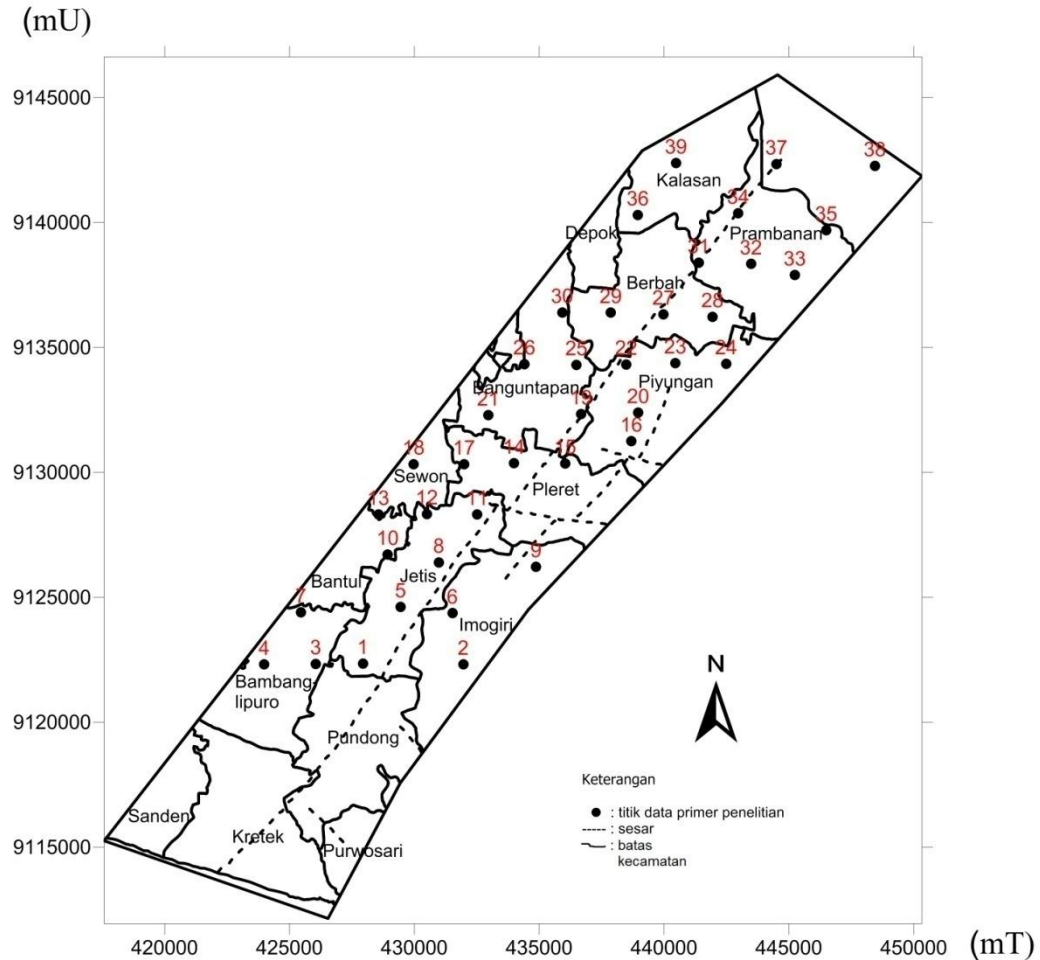 (mU)
9145000
39
37
38
Kalasan
36
34
9140000
35
Depok
Prambanan
31
32
33
Berbah
30
29
27
28
9135000
26
25
22
23
24
Banguntapan
Piyungan
21
19
20
16
18
17
14
15
9130000
Sewon
Pleret
13
12
11
10
8
9
Jetis
Bantul
9125000
7
5
6
Imogiri
4
3
1
2
Bambang-
lipuro
N
9120000
Pundong
Keterangan
: titik data primer penelitian
: sesar
: batas
kecamatan
Sanden
Kretek
Purwosari
9115000
420000 425000 430000 435000 440000 445000 450000 (mT)